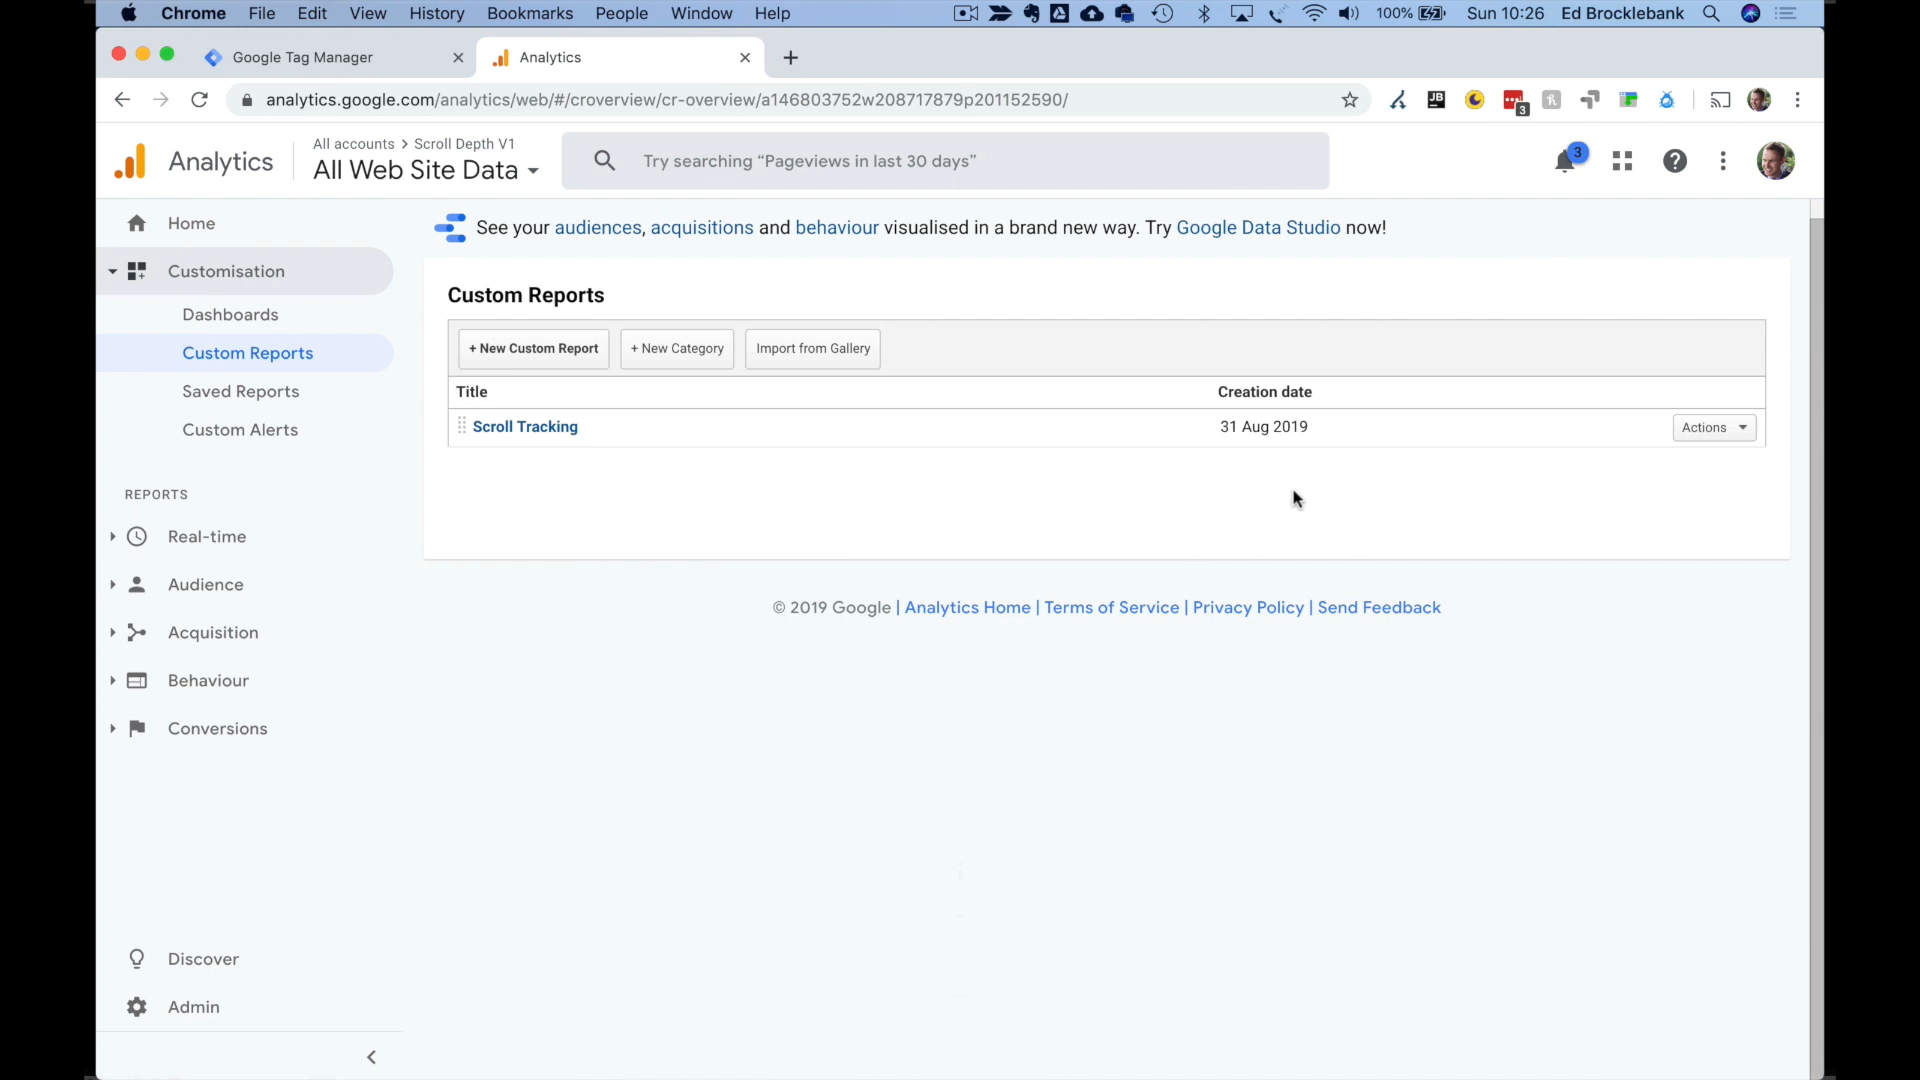 Chrome File Edit View History Bookmarks People Window Help 100% Sun 10:26 Ed Brocklebank
Google Tag Manager Analytics
analytics.google.com/analytics/web/#/croverview/cr-overview/a146803752w208717879p201152590/ JB 3
All accounts > Scroll Depth V1
Analytics All Web Site Data Try searching “Pageviews in last 30 days” 3
Home
See your audiences, acquisitions and behaviour visualised in a brand new way. Try Google Data Studio now!
Customisation
Dashboards
Custom Reports
Saved Reports
Custom Alerts
Custom Reports
+ New Custom Report + New Category Import from Gallery
Title Creation date
Scroll Tracking 31 Aug 2019 Actions
REPORTS
Real-time
Audience
Acquisition
Behaviour
Conversions
© 2019 Google | Analytics Home | Terms of Service | Privacy Policy | Send Feedback
Discover
Admin